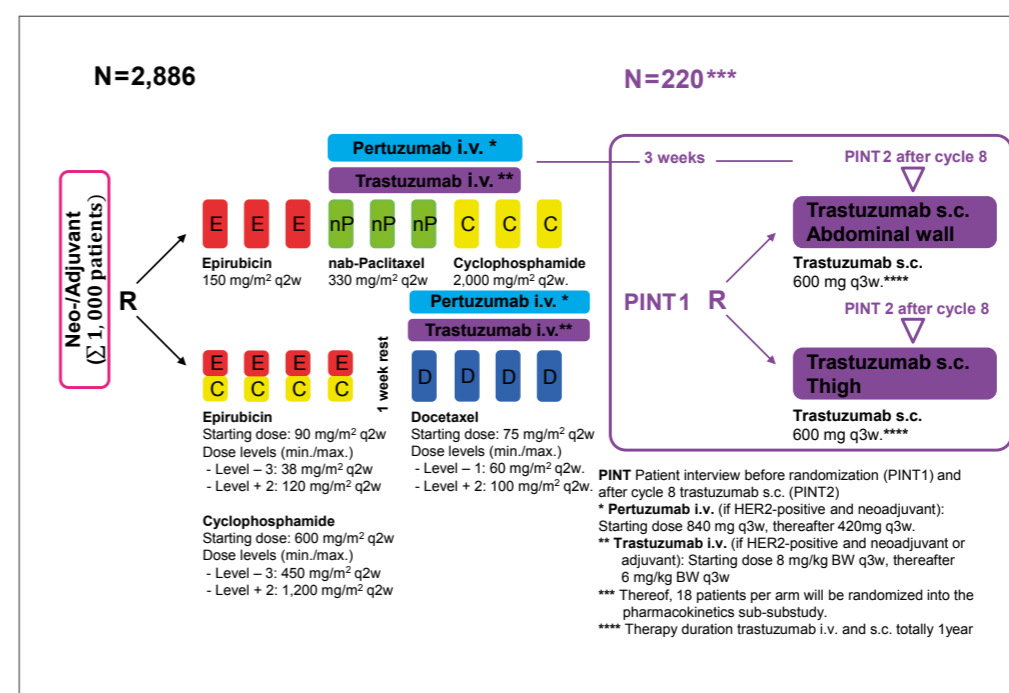 N=2,886
N=220***
Neo-/Adjuvant
(∑ 1,000 patients)
R
Pertuzumab i.v. *
Trastuzumab i.v. **
E E E nP nP nP C C C
Epirubicin
150 mg/m² q2w
nab-Paclitaxel
330 mg/m² q2w
Cyclophosphamide
2,000 mg/m² q2w.
Pertuzumab i.v. *
Trastuzumab i.v.**
E E E E
C C C C
1 week rest
D D D D
Epirubicin
Starting dose: 90 mg/m² q2w
Dose levels (min./max.)
- Level – 3: 38 mg/m² q2w
- Level + 2: 120 mg/m² q2w
Cyclophosphamide
Starting dose: 600 mg/m² q2w
Dose levels (min./max.)
- Level – 3: 450 mg/m² q2w
- Level + 2: 1,200 mg/m² q2w
Docetaxel
Starting dose: 75 mg/m² q2w
Dose levels (min./max.)
- Level – 1: 60 mg/m² q2w.
- Level + 2: 100 mg/m² q2w.
3 weeks
PINT1 R
PINT 2 after cycle 8
Trastuzumab s.c.
Abdominal wall
Trastuzumab s.c.
600 mg q3w.****
PINT 2 after cycle 8
Trastuzumab s.c.
Thigh
Trastuzumab s.c.
600 mg q3w.****
PINT Patient interview before randomization (PINT1) and
after cycle 8 trastuzumab s.c. (PINT2)
* Pertuzumab i.v. (if HER2-positive and neoadjuvant):
Starting dose 840 mg q3w, thereafter 420mg q3w.
** Trastuzumab i.v. (if HER2-positive and neoadjuvant or
adjuvant): Starting dose 8 mg/kg BW q3w, thereafter
6 mg/kg BW q3w
*** Thereof, 18 patients per arm will be randomized into the
pharmacokinetics sub-substudy.
**** Therapy duration trastuzumab i.v. and s.c. totally 1year